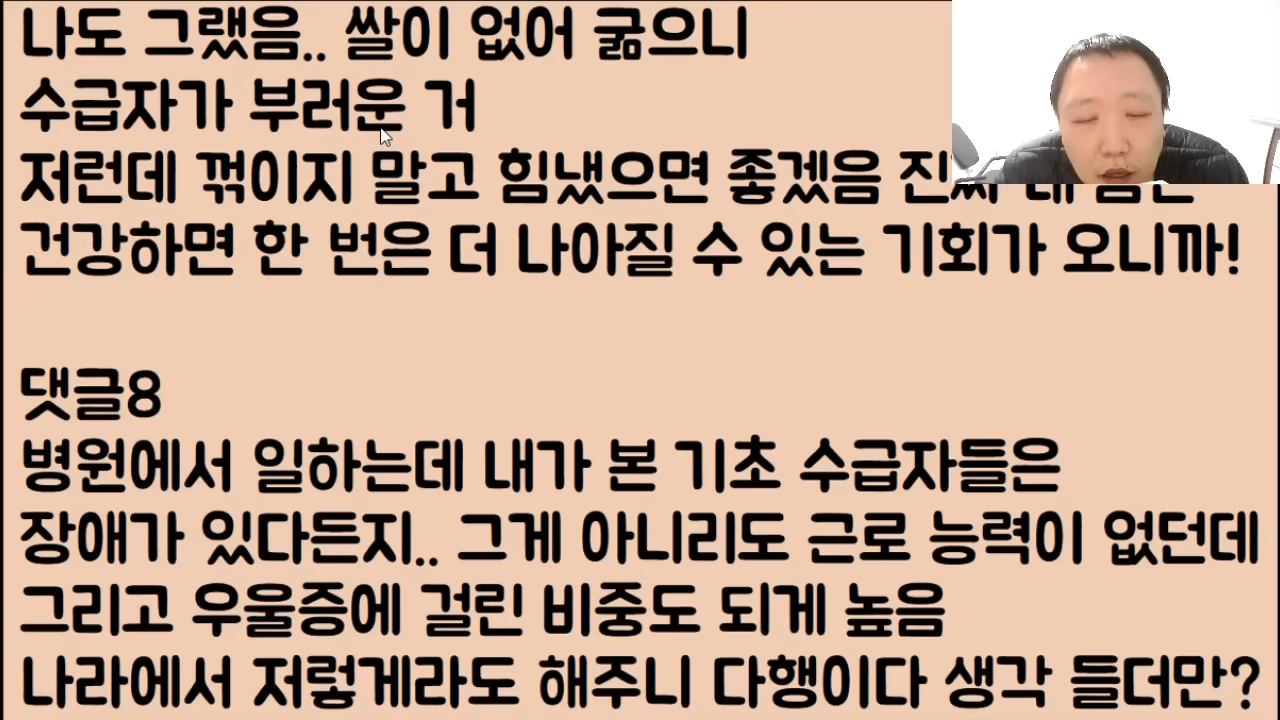 나도 그랬음.. 쌀이 없어 굶으니
수급자가 부러운 거
저런데 꺾이지 말고 힘냈으면 좋겠음
건강하면 한 번은 더 나아질 수 있는 기회가 오니까!
댓글8
병원에서 일하는데 내가 본 기초 수급자들은
장애가 있다든지.. 그게 아니리도 근로 능력이 없던데
그리고 우울증에 걸린 비중도 되게 높음
나라에서 저렇게라도 해주니 다행이다 생각 들더만?